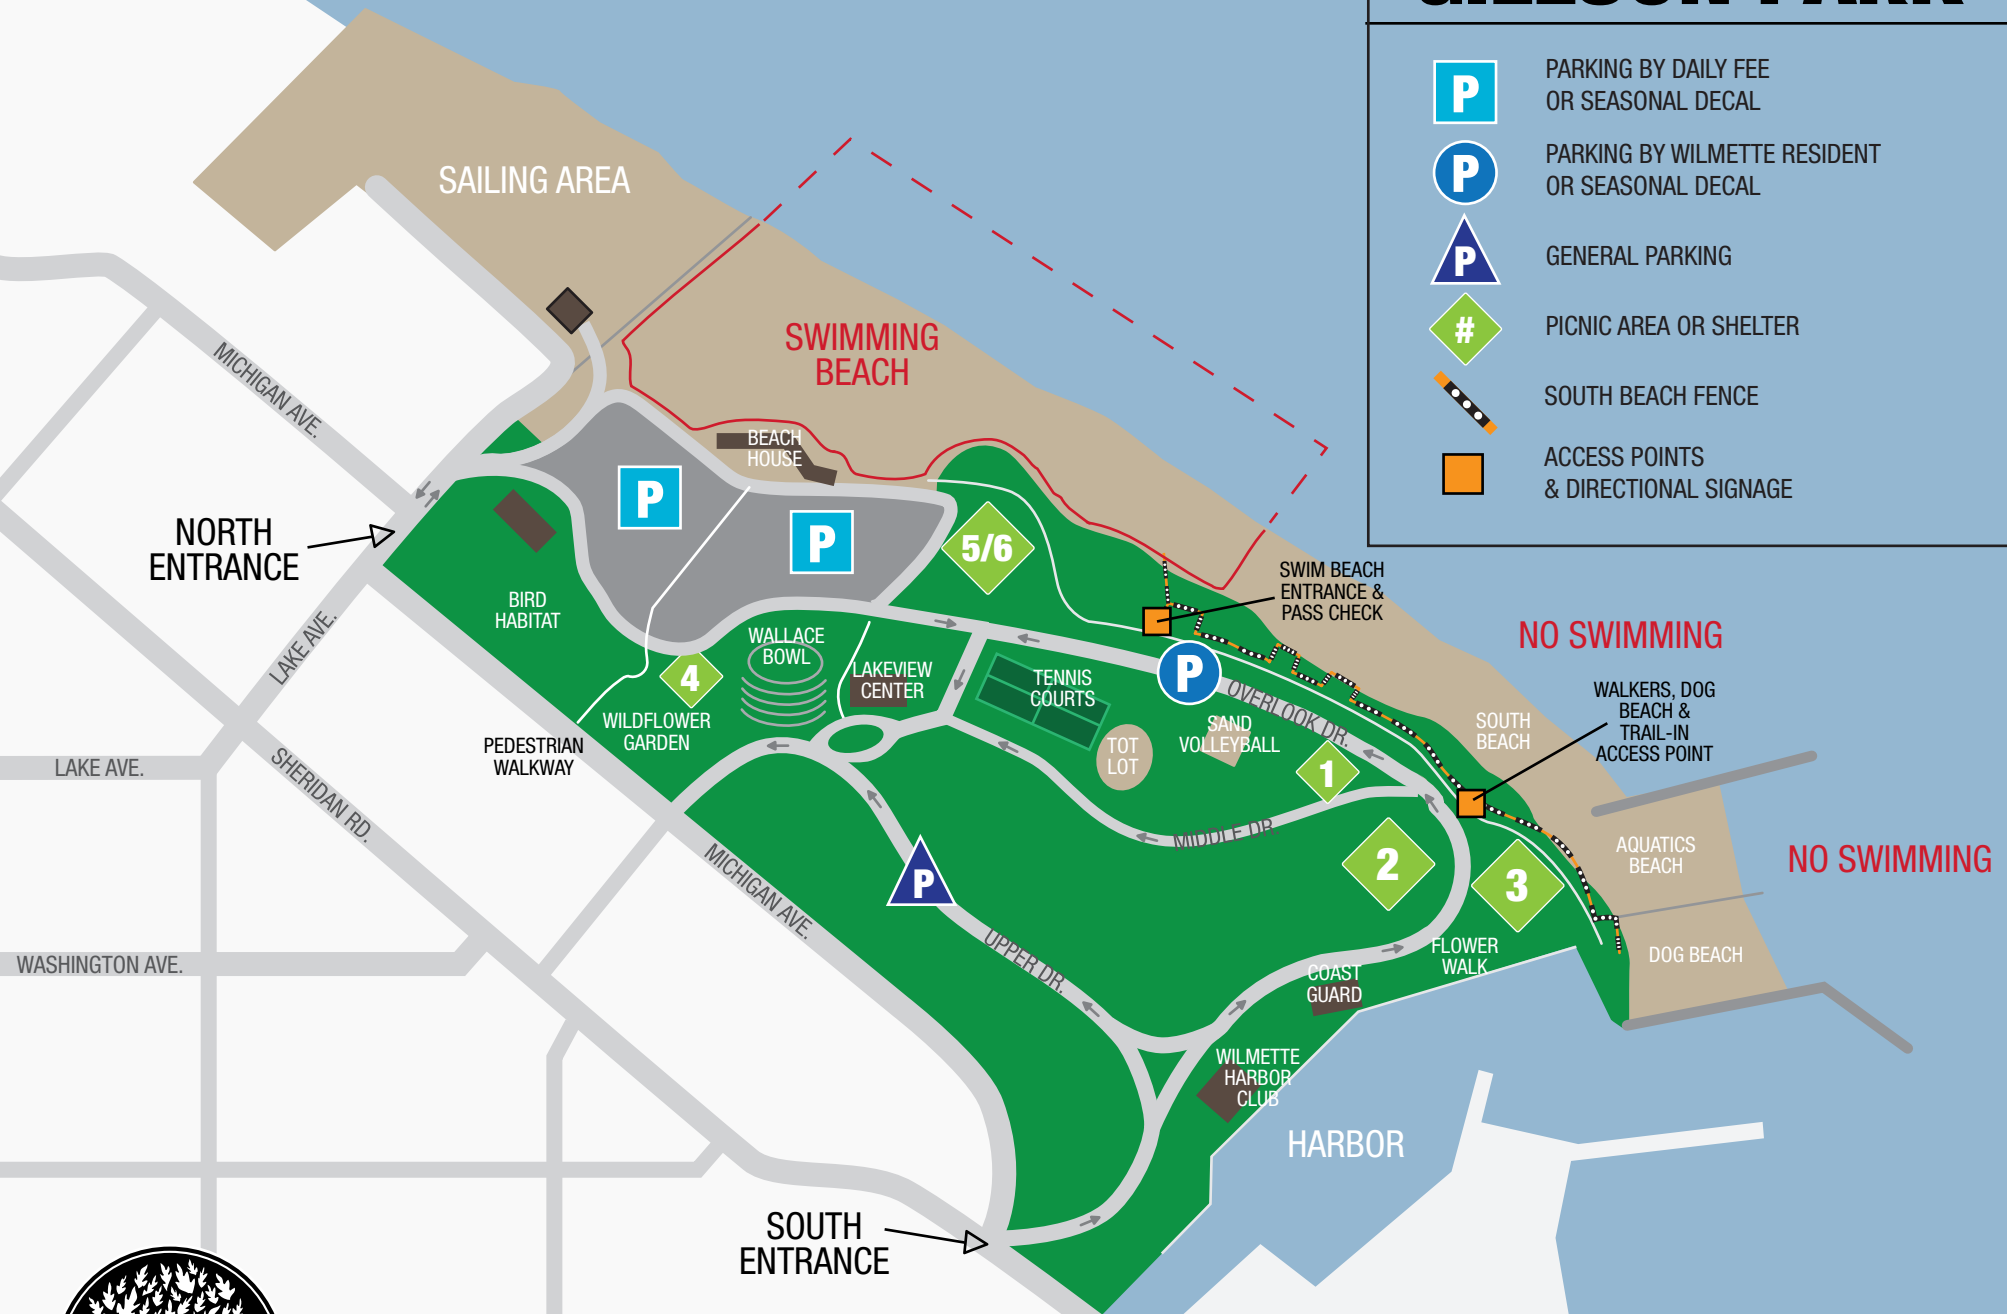 GILLSON PARK
P
PARKING BY DAILY FEE
OR SEASONAL DECAL
P
PARKING BY WILMETTE RESIDENT
OR SEASONAL DECAL
P
GENERAL PARKING
#
PICNIC AREA OR SHELTER
SOUTH BEACH FENCE
ACCESS POINTS
& DIRECTIONAL SIGNAGE
SAILING AREA
SWIMMING
BEACH
MICHIGAN AVE.
BEACH
HOUSE
P
P
NORTH
ENTRANCE
5/6
SWIM BEACH
ENTRANCE &
PASS CHECK
BIRD
HABITAT
LAKE AVE.
WALLACE
BOWL
LAKEVIEW
CENTER
4
TENNIS
COURTS
P
NO SWIMMING
WALKERS, DOG
BEACH &
TRAIL-IN
ACCESS POINT
OVERLOOK DR.
WILDFLOWER
GARDEN
SAND
VOLLEYBALL
SOUTH
BEACH
TOT
LOT
PEDESTRIAN
WALKWAY
LAKE AVE.
SHERIDAN RD.
1
MIDDLE DR.
AQUATICS
BEACH
NO SWIMMING
2
3
P
MICHIGAN AVE.
UPPER DR.
FLOWER
WALK
DOG BEACH
WASHINGTON AVE.
COAST
GUARD
WILMETTE
HARBOR
CLUB
HARBOR
SOUTH
ENTRANCE